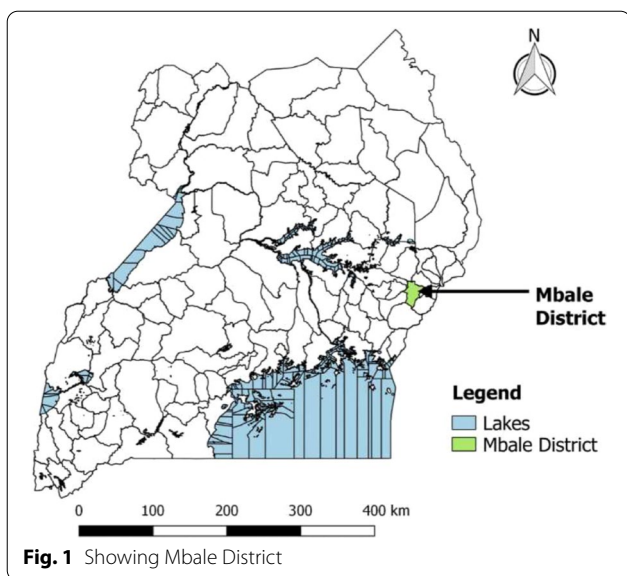 N
Mbale
District
Legend
Lakes
Mbale District
0 100 200 300 400 km
Fig. 1 Showing Mbale District